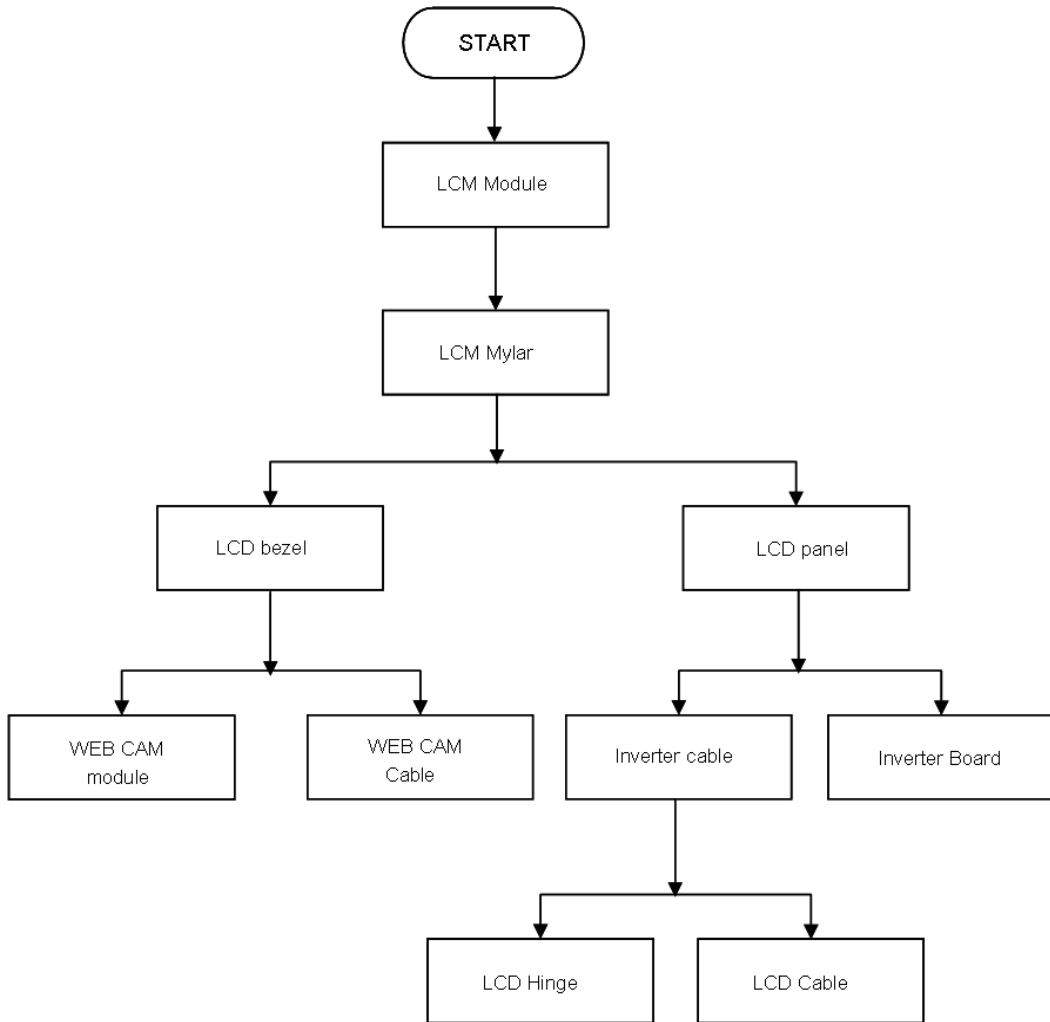 START
LCM Module
LCM Mylar
LCD bezel
LCD panel
WEB CAM
module
WEB CAM
Cable
Inverter cable
Inverter Board
LCD Hinge
LCD Cable